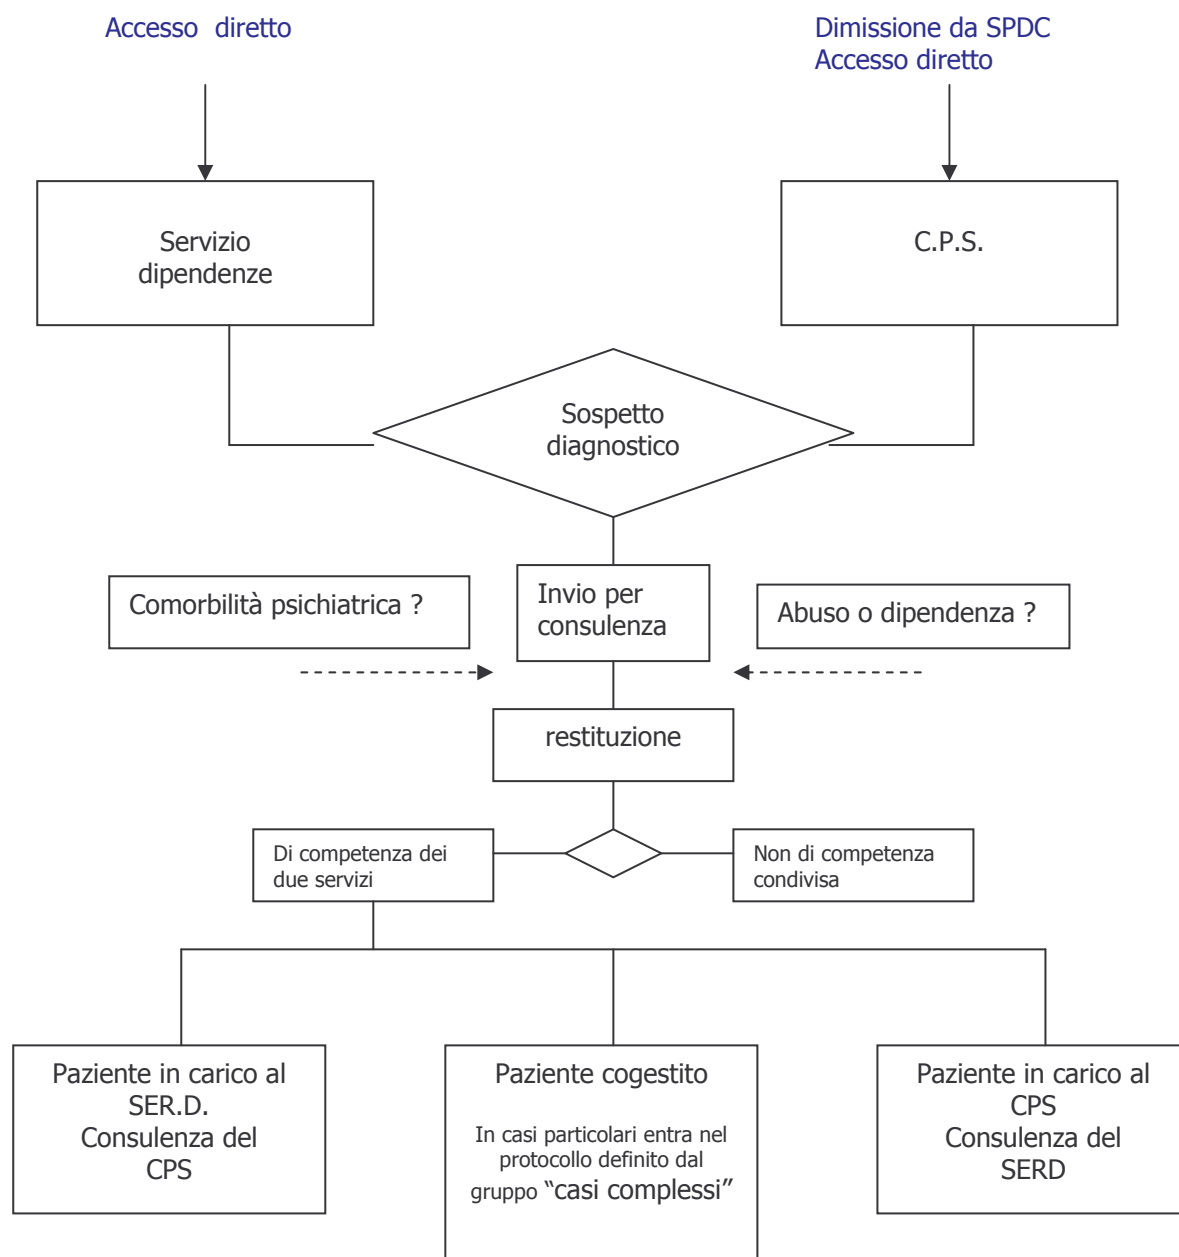 Accesso diretto
Dimissione da SPDC
Accesso diretto
Servizio
dipendenze
C.P.S.
Sospetto
diagnostico
Comorbilità psichiatrica ?
Invio per
consulenza
Abuso o dipendenza ?
restituzione
Di competenza dei
due servizi
Non di competenza
condivisa
Paziente in carico al
SER.D.
Consulenza del
CPS
Paziente cogestito
In casi particolari entra nel
protocollo definito dal
gruppo “casi complessi”
Paziente in carico al
CPS
Consulenza del
SERD